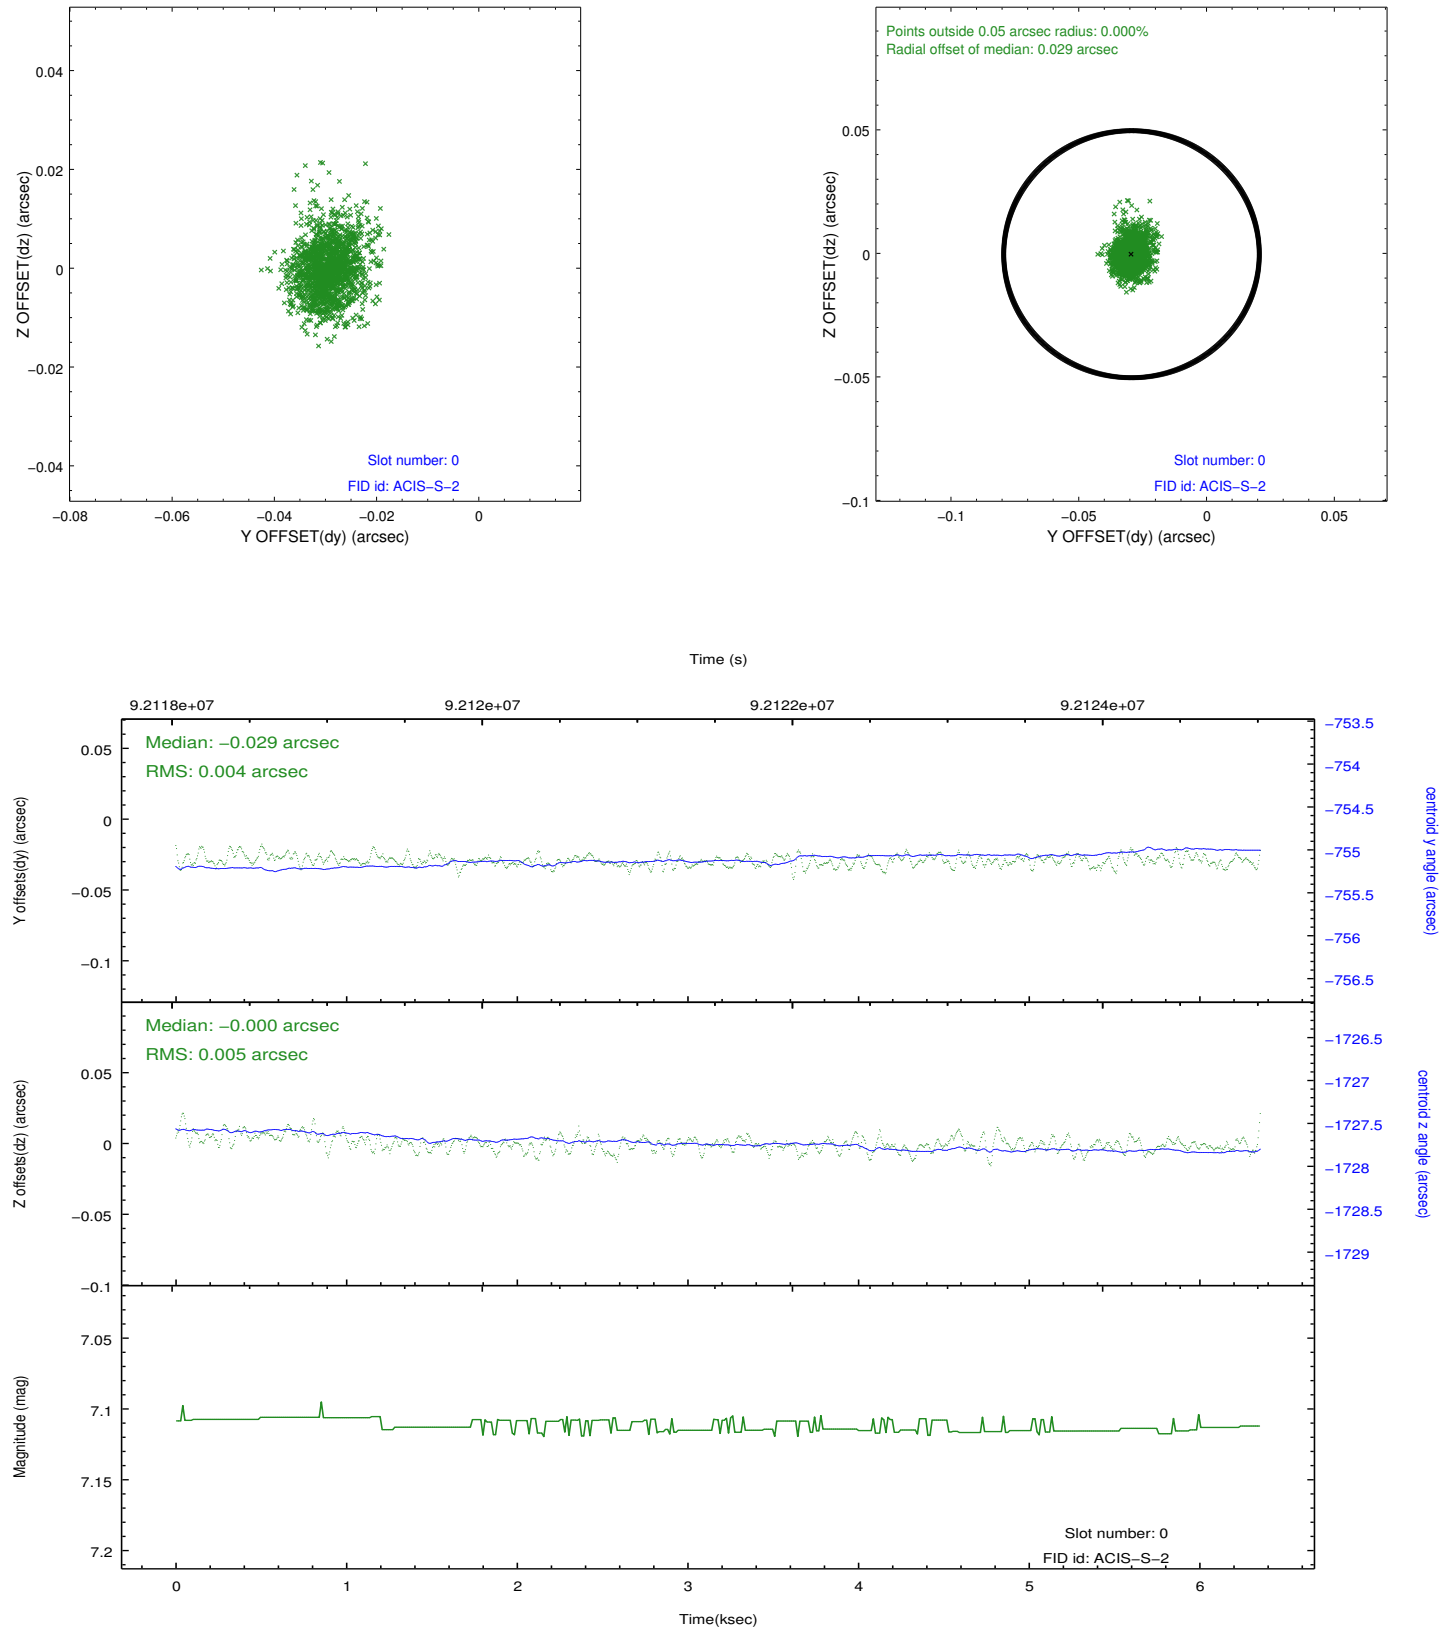 0.04
0.02
0
−0.02
−0.04
Z OFFSET(dz) (arcsec)
Slot number: 0
FID id: ACIS−S−2
−0.08
−0.06
−0.04
−0.02
0
Y OFFSET(dy) (arcsec)
Points outside 0.05 arcsec radius: 0.000%
Radial offset of median: 0.029 arcsec
0.05
0
−0.05
−0.1
Z OFFSET(dz) (arcsec)
Slot number: 0
FID id: ACIS−S−2
−0.1
−0.05
0
0.05
Y OFFSET(dy) (arcsec)
Time (s)
9.2118e+07
9.212e+07
9.2122e+07
9.2124e+07
Median: −0.029 arcsec
RMS: 0.004 arcsec
0.05
0
−0.05
−0.1
Y offsets(dy) (arcsec)
−753.5
−754
−754.5
−755
−755.5
−756
−756.5
centroid y angle (arcsec)
Median: −0.000 arcsec
RMS: 0.005 arcsec
0.05
0
−0.05
−0.1
Z offsets(dz) (arcsec)
−1726.5
−1727
−1727.5
−1728
−1728.5
−1729
centroid z angle (arcsec)
7.05
7.1
7.15
7.2
Magnitude (mag)
Slot number: 0
FID id: ACIS−S−2
0
1
2
3
4
5
6
Time(ksec)